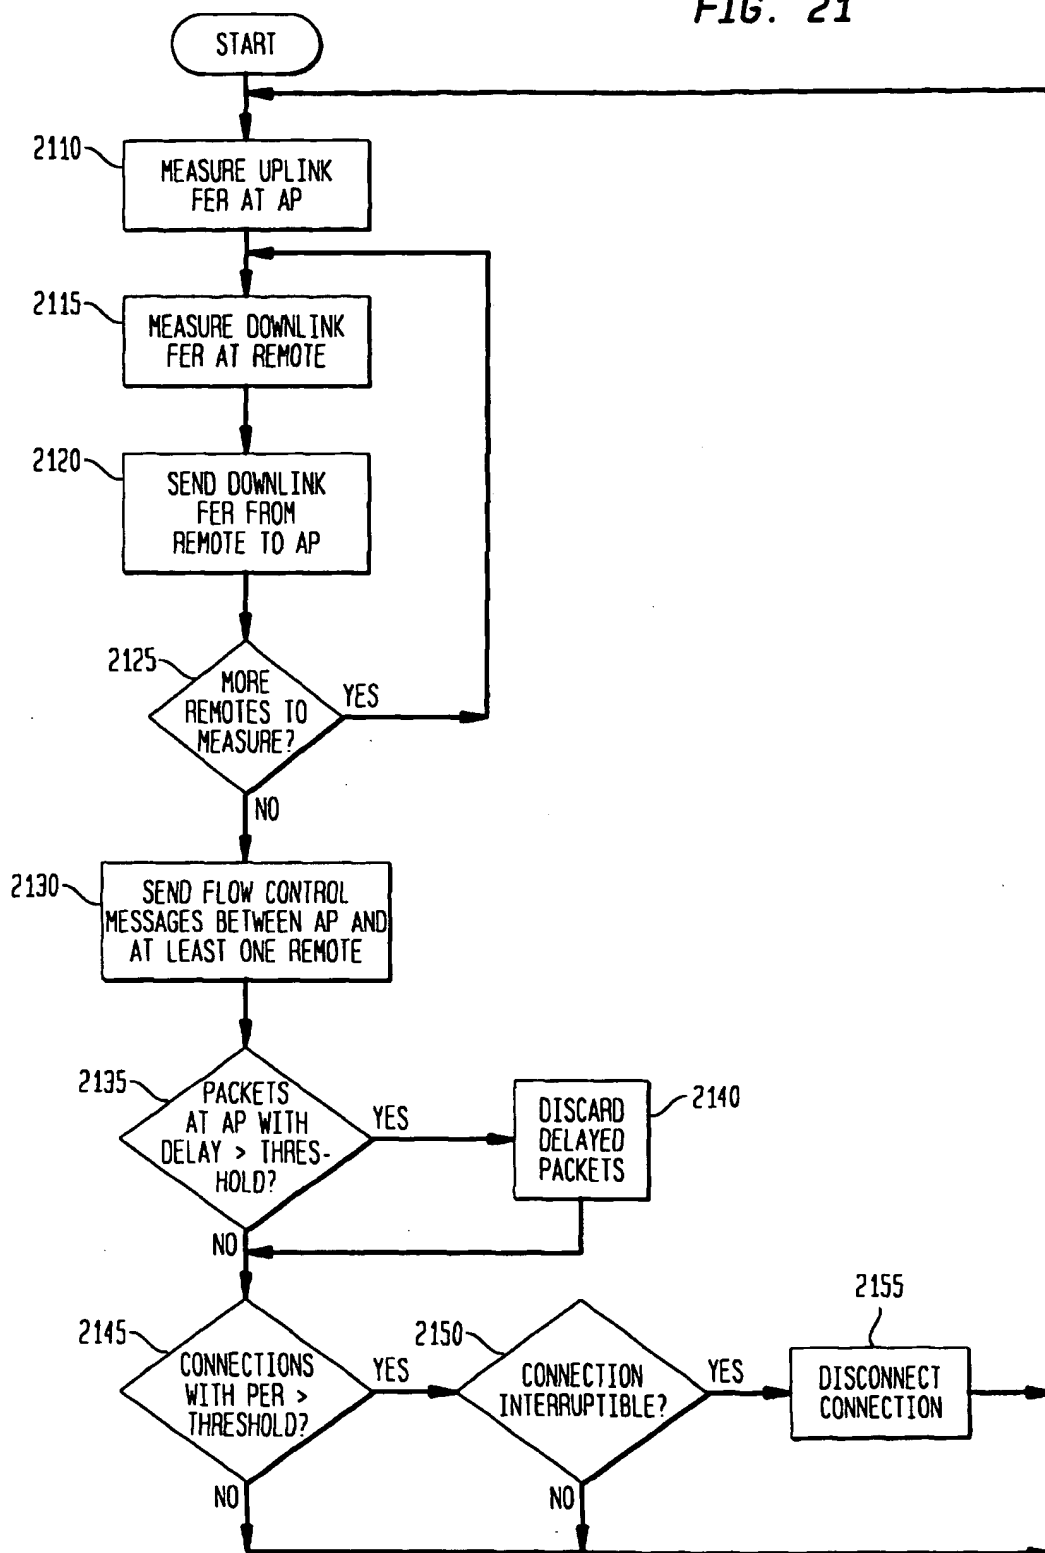 FIG. 21
START
2110
MEASURE UPLINK
FER AT AP
2115
MEASURE DOWNLINK
FER AT REMOTE
2120
SEND DOWNLINK
FER FROM
REMOTE TO AP
2125
MORE
REMOTES TO
MEASURE?
YES
NO
2130
SEND FLOW CONTROL
MESSAGES BETWEEN AP AND
AT LEAST ONE REMOTE
2135
PACKETS
AT AP WITH
DELAY > THRES-
HOLD?
YES
DISCARD
DELAYED
PACKETS
2140
NO
2145
CONNECTIONS
WITH PER >
THRESHOLD?
YES
2150
CONNECTION
INTERRUPTIBLE?
YES
2155
DISCONNECT
CONNECTION
NO
NO